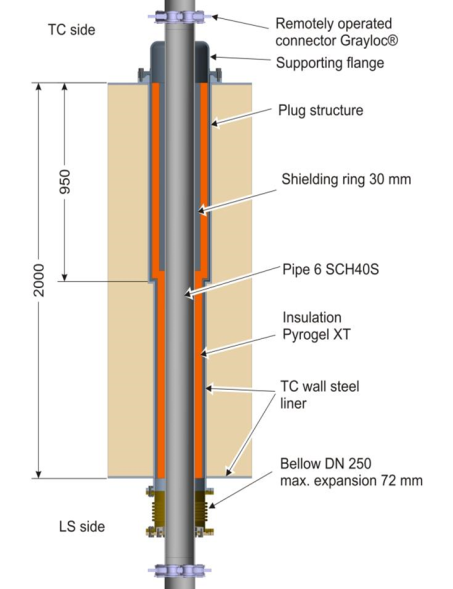 TC side
Remotely operated
connector Grayloc®
Supporting flange
Plug structure
950
Shielding ring 30 mm
2000
Pipe 6 SCH40S
Insulation
Pyrogel XT
TC wall steel
liner
Bellow DN 250
max. expansion 72 mm
LS side